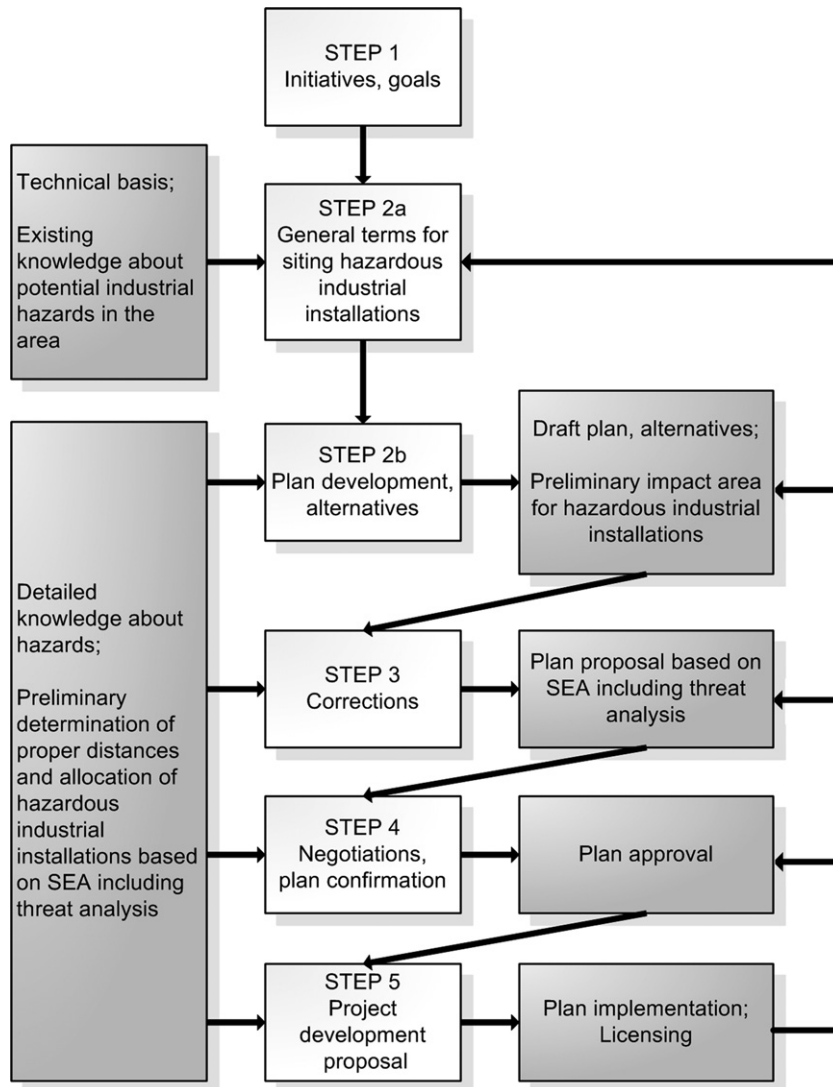 STEP 1
Initiatives, goals
Technical basis;
Existing
knowledge about
potential industrial
hazards in the
area
STEP 2a
General terms for
siting hazardous
industrial
installations
STEP 2b
Plan development,
alternatives
Draft plan, alternatives;
Preliminary impact area
for hazardous industrial
installations
Detailed
knowledge about
hazards;
Preliminary
determination of
proper distances
and allocation of
hazardous
industrial
installations based
on SEA including
threat analysis
STEP 3
Corrections
Plan proposal based on
SEA including threat
analysis
STEP 4
Negotiations,
plan confirmation
Plan approval
STEP 5
Project
development
proposal
Plan implementation;
Licensing